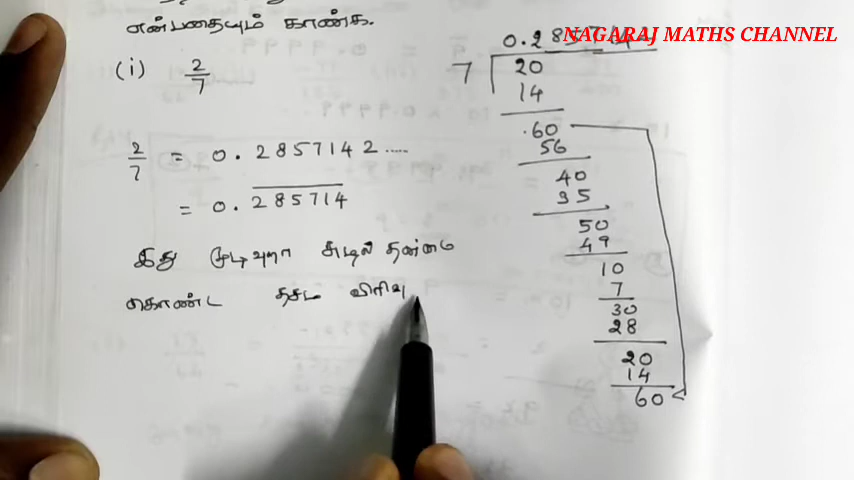 என்பதையும் காண்க.
NAGARAJ MATHS CHANNEL
(i) 2/7
2/7 = 0.2857142.....
= 0.285714
இது முடிவுறா சுழல் தன்மை
கொண்ட தசம விரிவு
0.285714
7 20
14
.60
56
40
35
50
49
10
7
30
28
20
14
60